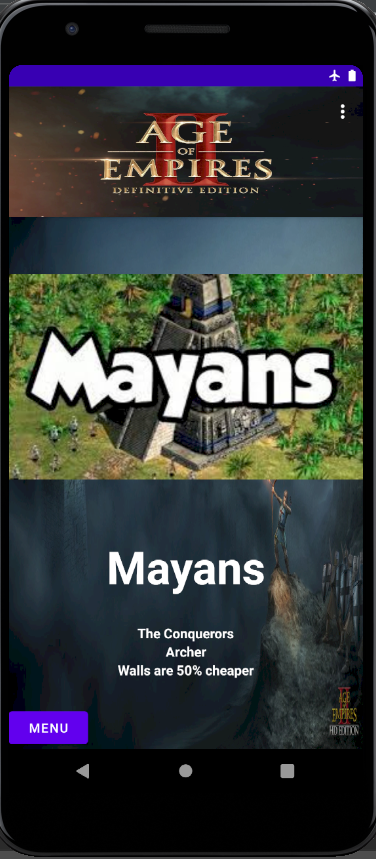 AGE
OF
EMPIRES
II
DEFINITIVE EDITION
Mayans
Mayans
The Conquerors
Archer
Walls are 50% cheaper
II
AGE
OF
EMPIRES
HD EDITION
MENU